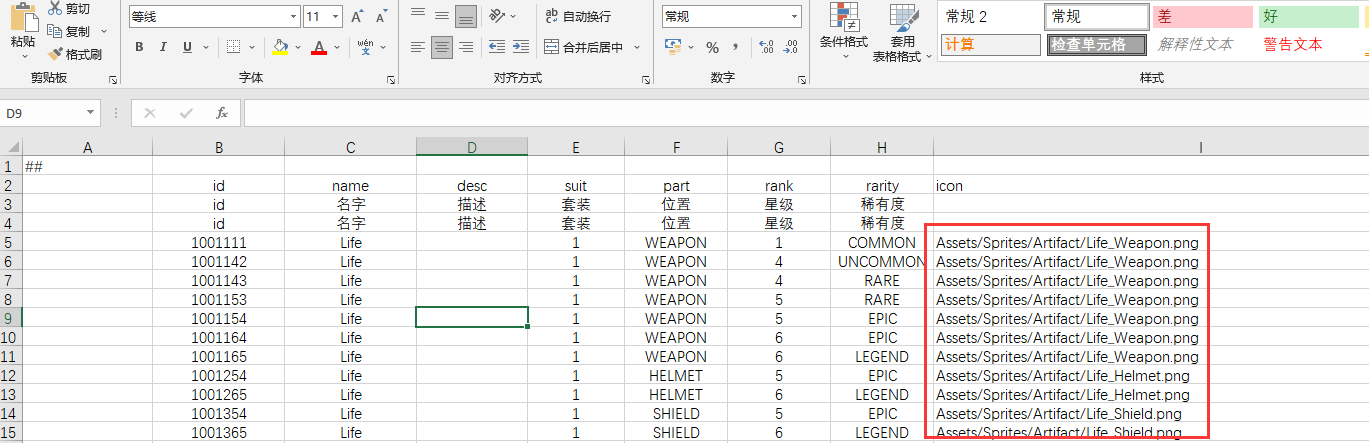 剪切
等线 11 A A ab 自动换行 常规 常规 2 常规 差 好
粘贴 复制
格式刷 B I U A wén 文 合并后居中 % , .00 .0 条件格式 套用 表格格式 计算 检查单元格 解释性文本 警告文本
剪贴板 字体 对齐方式 数字 样式
D9 fx
A B C D E F G H I
1 ##
2 id name desc suit part rank rarity icon
3 id 名字 描述 套装 位置 星级 稀有度
4 id 名字 描述 套装 位置 星级 稀有度
5 1001111 Life 1 WEAPON 1 COMMON Assets/Sprites/Artifact/Life_Weapon.png
6 1001142 Life 1 WEAPON 4 UNCOMMON Assets/Sprites/Artifact/Life_Weapon.png
7 1001143 Life 1 WEAPON 4 RARE Assets/Sprites/Artifact/Life_Weapon.png
8 1001153 Life 1 WEAPON 5 RARE Assets/Sprites/Artifact/Life_Weapon.png
9 1001154 Life 1 WEAPON 5 EPIC Assets/Sprites/Artifact/Life_Weapon.png
10 1001164 Life 1 WEAPON 6 EPIC Assets/Sprites/Artifact/Life_Weapon.png
11 1001165 Life 1 WEAPON 6 LEGEND Assets/Sprites/Artifact/Life_Weapon.png
12 1001254 Life 1 HELMET 5 EPIC Assets/Sprites/Artifact/Life_Helmet.png
13 1001265 Life 1 HELMET 6 LEGEND Assets/Sprites/Artifact/Life_Helmet.png
14 1001354 Life 1 SHIELD 5 EPIC Assets/Sprites/Artifact/Life_Shield.png
15 1001365 Life 1 SHIELD 6 LEGEND Assets/Sprites/Artifact/Life_Shield.png